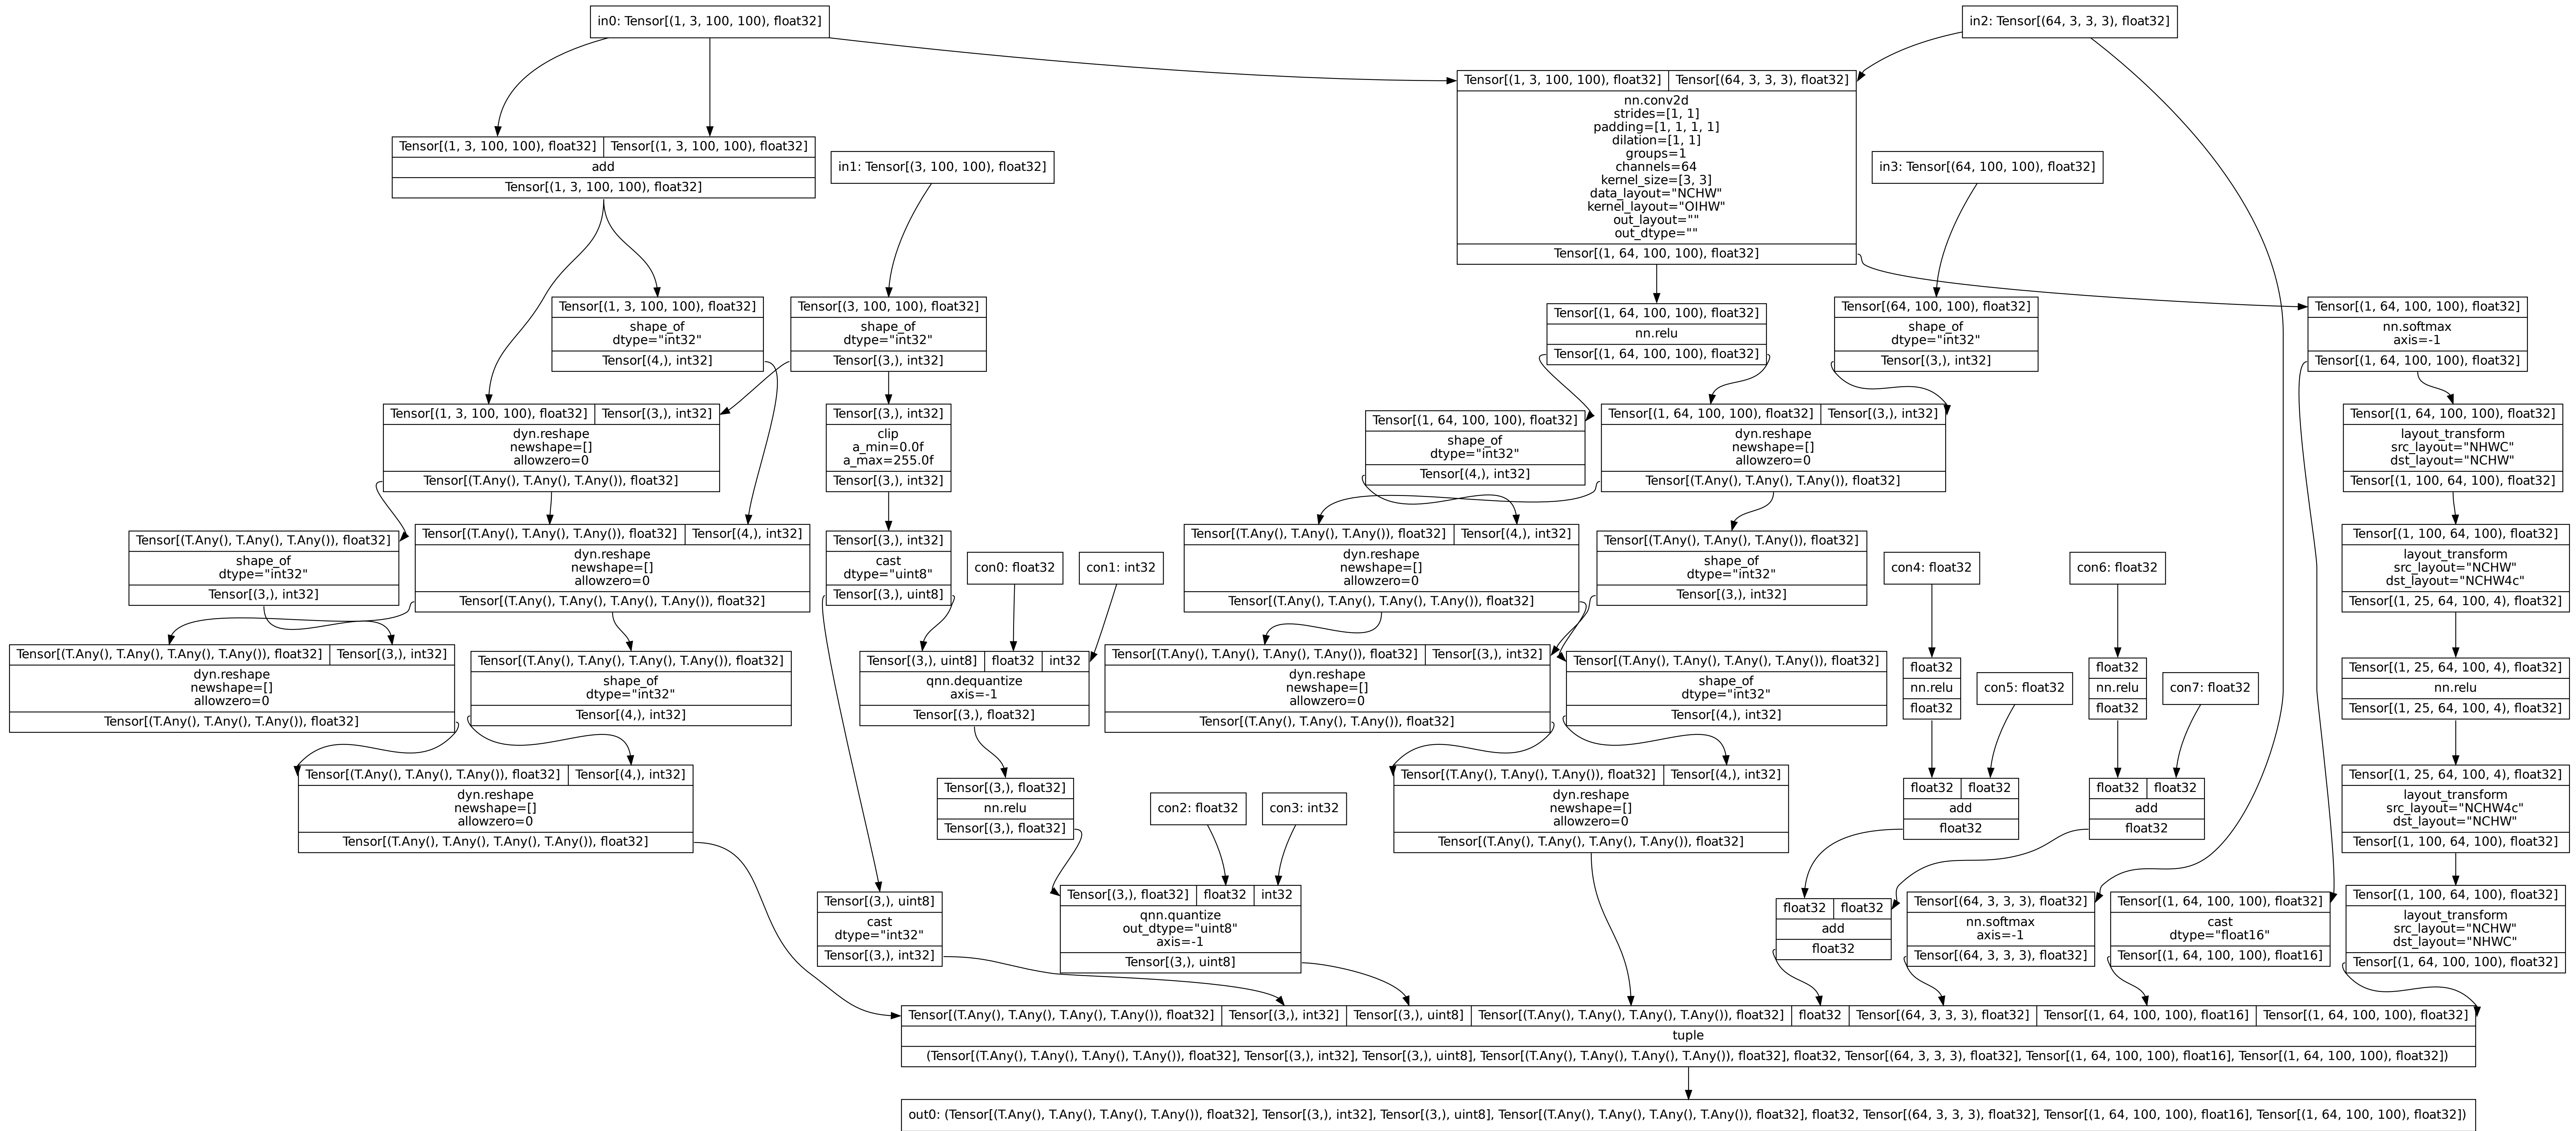 in0: Tensor[(1, 3, 100, 100), float32]
in2: Tensor[(64, 3, 3, 3), float32]
Tensor[(1, 3, 100, 100), float32] Tensor[(64, 3, 3, 3), float32]
nn.conv2d
strides=[1, 1]
padding=[1, 1, 1, 1]
dilation=[1, 1]
groups=1
channels=64
kernel_size=[3, 3]
data_layout="NCHW"
kernel_layout="OIHW"
out_layout=""
out_dtype=""
Tensor[(1, 64, 100, 100), float32]
Tensor[(1, 3, 100, 100), float32] Tensor[(1, 3, 100, 100), float32]
add
Tensor[(1, 3, 100, 100), float32]
in1: Tensor[(3, 100, 100), float32]
in3: Tensor[(64, 100, 100), float32]
Tensor[(1, 3, 100, 100), float32]
shape_of
dtype="int32"
Tensor[(4,), int32]
Tensor[(3, 100, 100), float32]
shape_of
dtype="int32"
Tensor[(3,), int32]
Tensor[(1, 64, 100, 100), float32]
nn.relu
Tensor[(1, 64, 100, 100), float32]
Tensor[(64, 100, 100), float32]
shape_of
dtype="int32"
Tensor[(3,), int32]
Tensor[(1, 64, 100, 100), float32]
nn.softmax
axis=-1
Tensor[(1, 64, 100, 100), float32]
Tensor[(1, 3, 100, 100), float32] Tensor[(3,), int32]
dyn.reshape
newshape=[]
allowzero=0
Tensor[(T.Any(), T.Any(), T.Any()), float32]
Tensor[(3,), int32]
clip
a_min=0.0f
a_max=255.0f
Tensor[(3,), int32]
Tensor[(1, 64, 100, 100), float32]
shape_of
dtype="int32"
Tensor[(4,), int32]
Tensor[(1, 64, 100, 100), float32] Tensor[(3,), int32]
dyn.reshape
newshape=[]
allowzero=0
Tensor[(T.Any(), T.Any(), T.Any()), float32]
Tensor[(1, 64, 100, 100), float32]
layout_transform
src_layout="NHWC"
dst_layout="NCHW"
Tensor[(1, 100, 64, 100), float32]
Tensor[(T.Any(), T.Any(), T.Any()), float32]
shape_of
dtype="int32"
Tensor[(3,), int32]
Tensor[(T.Any(), T.Any(), T.Any()), float32] Tensor[(4,), int32]
dyn.reshape
newshape=[]
allowzero=0
Tensor[(T.Any(), T.Any(), T.Any(), T.Any()), float32]
Tensor[(3,), int32]
cast
dtype="uint8"
Tensor[(3,), uint8]
con0: float32
con1: int32
Tensor[(T.Any(), T.Any(), T.Any()), float32] Tensor[(4,), int32]
dyn.reshape
newshape=[]
allowzero=0
Tensor[(T.Any(), T.Any(), T.Any(), T.Any()), float32]
Tensor[(T.Any(), T.Any(), T.Any()), float32]
shape_of
dtype="int32"
Tensor[(3,), int32]
con4: float32
con6: float32
Tensor[(1, 100, 64, 100), float32]
layout_transform
src_layout="NCHW"
dst_layout="NCHW4c"
Tensor[(1, 25, 64, 100, 4), float32]
Tensor[(T.Any(), T.Any(), T.Any(), T.Any()), float32] Tensor[(3,), int32]
dyn.reshape
newshape=[]
allowzero=0
Tensor[(T.Any(), T.Any(), T.Any()), float32]
Tensor[(T.Any(), T.Any(), T.Any(), T.Any()), float32]
shape_of
dtype="int32"
Tensor[(4,), int32]
Tensor[(3,), uint8] float32 int32
qnn.dequantize
axis=-1
Tensor[(3,), float32]
Tensor[(T.Any(), T.Any(), T.Any(), T.Any()), float32] Tensor[(3,), int32]
dyn.reshape
newshape=[]
allowzero=0
Tensor[(T.Any(), T.Any(), T.Any()), float32]
Tensor[(T.Any(), T.Any(), T.Any(), T.Any()), float32]
shape_of
dtype="int32"
Tensor[(4,), int32]
float32
nn.relu
float32
con5: float32
float32
nn.relu
float32
con7: float32
Tensor[(1, 25, 64, 100, 4), float32]
nn.relu
Tensor[(1, 25, 64, 100, 4), float32]
Tensor[(T.Any(), T.Any(), T.Any()), float32] Tensor[(4,), int32]
dyn.reshape
newshape=[]
allowzero=0
Tensor[(T.Any(), T.Any(), T.Any(), T.Any()), float32]
Tensor[(3,), float32]
nn.relu
Tensor[(3,), float32]
con2: float32
con3: int32
Tensor[(T.Any(), T.Any(), T.Any()), float32] Tensor[(4,), int32]
dyn.reshape
newshape=[]
allowzero=0
Tensor[(T.Any(), T.Any(), T.Any(), T.Any()), float32]
float32 float32
add
float32
float32 float32
add
float32
Tensor[(1, 25, 64, 100, 4), float32]
layout_transform
src_layout="NCHW4c"
dst_layout="NCHW"
Tensor[(1, 100, 64, 100), float32]
Tensor[(3,), uint8]
cast
dtype="int32"
Tensor[(3,), int32]
Tensor[(3,), float32] float32 int32
qnn.quantize
out_dtype="uint8"
axis=-1
Tensor[(3,), uint8]
float32 float32
add
float32
Tensor[(64, 3, 3, 3), float32]
nn.softmax
axis=-1
Tensor[(64, 3, 3, 3), float32]
Tensor[(1, 64, 100, 100), float32]
cast
dtype="float16"
Tensor[(1, 64, 100, 100), float16]
Tensor[(1, 100, 64, 100), float32]
layout_transform
src_layout="NCHW"
dst_layout="NHWC"
Tensor[(1, 64, 100, 100), float32]
Tensor[(T.Any(), T.Any(), T.Any(), T.Any()), float32] Tensor[(3,), int32] Tensor[(3,), uint8] Tensor[(T.Any(), T.Any(), T.Any(), T.Any()), float32] float32 Tensor[(64, 3, 3, 3), float32] Tensor[(1, 64, 100, 100), float16] Tensor[(1, 64, 100, 100), float32]
tuple
(Tensor[(T.Any(), T.Any(), T.Any(), T.Any()), float32], Tensor[(3,), int32], Tensor[(3,), uint8], Tensor[(T.Any(), T.Any(), T.Any(), T.Any()), float32], float32, Tensor[(64, 3, 3, 3), float32], Tensor[(1, 64, 100, 100), float16], Tensor[(1, 64, 100, 100), float32])
out0: (Tensor[(T.Any(), T.Any(), T.Any(), T.Any()), float32], Tensor[(3,), int32], Tensor[(3,), uint8], Tensor[(T.Any(), T.Any(), T.Any(), T.Any()), float32], float32, Tensor[(64, 3, 3, 3), float32], Tensor[(1, 64, 100, 100), float16], Tensor[(1, 64, 100, 100), float32])